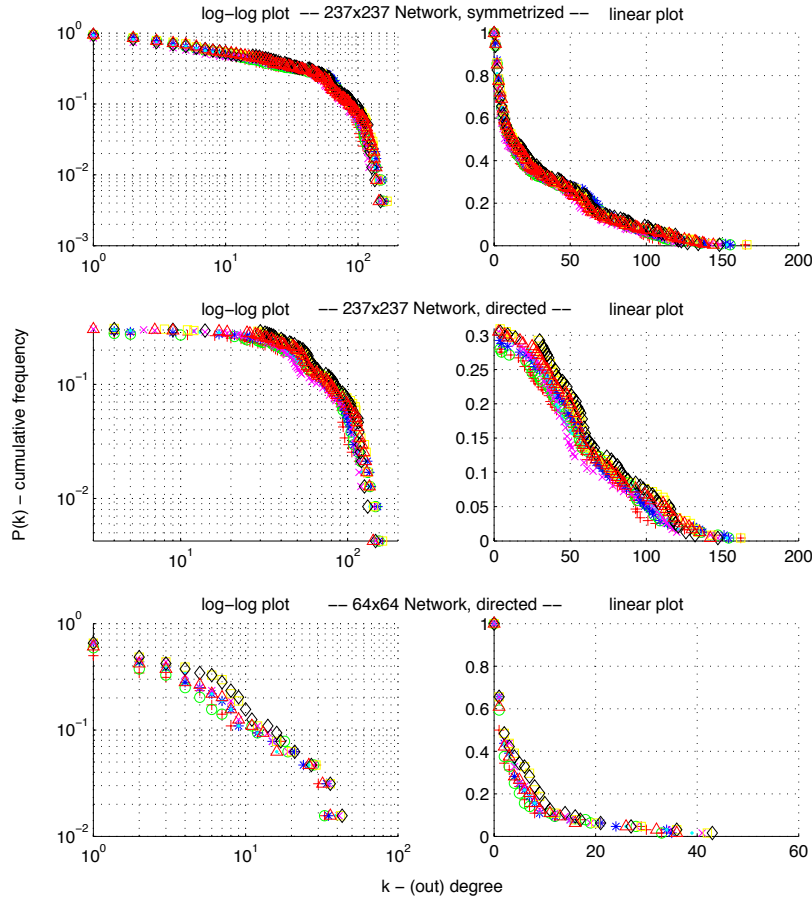 log-log plot -- 237x237 Network, symmetrized -- linear plot
10^0
10^-1
10^-2
10^-3
10^0 10^1 10^2
1
0.8
0.6
0.4
0.2
0
0 50 100 150 200
log-log plot -- 237x237 Network, directed -- linear plot
10^-1
10^-2
10^1 10^2
0.3
0.25
0.2
0.15
0.1
0.05
0
0 50 100 150 200
P(k) - cumulative frequency
log-log plot -- 64x64 Network, directed -- linear plot
10^0
10^-1
10^-2
10^0 10^1 10^2
1
0.8
0.6
0.4
0.2
0
0 20 40 60
k - (out) degree